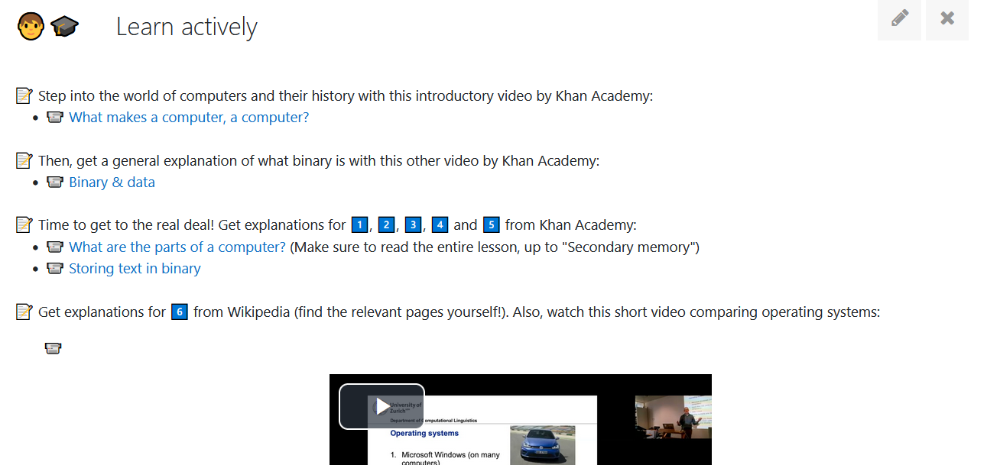 Learn actively
Step into the world of computers and their history with this introductory video by Khan Academy:
What makes a computer, a computer?
Then, get a general explanation of what binary is with this other video by Khan Academy:
Binary & data
Time to get to the real deal! Get explanations for 1, 2, 3, 4 and 5 from Khan Academy:
What are the parts of a computer? (Make sure to read the entire lesson, up to "Secondary memory")
Storing text in binary
Get explanations for 6 from Wikipedia (find the relevant pages yourself!). Also, watch this short video comparing operating systems:
University of
Zurich
Department of Computational Linguistics
Operating systems
1. Microsoft Windows (on many
computers)